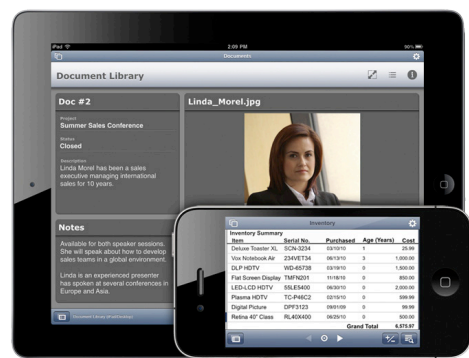 iPad
2:09 PM
90%
Documents
Document Library
Doc #2
Project
Summer Sales Conference
Status
Closed
Description
Linda Morel has been a sales
executive managing international
sales for 10 years.
Linda_Morel.jpg
Notes
Available for both speaker sessions.
She will speak about how to develop
sales teams in a global environment.
Linda is an experienced presenter
has spoken at several conferences in
Europe and Asia.
Inventory
Inventory Summary
Item Serial No. Purchased Age (Years) Cost
Deluxe Toaster XL SCN-3234 03/10/10 1 25.99
Vox Notebook Air 234VET34 06/13/10 3 1,000.00
DLP HDTV WD-65738 03/19/10 0 1,500.00
Flat Screen Display TMFN201 11/18/10 0 850.00
LED-LCD HDTV 55LE5400 06/30/10 0 2,000.00
Plasma HDTV TC-P46C2 02/15/10 0 599.99
Digital Picture DPF3123 09/01/09 0 99.99
Retina 40" Class RL40X400 06/29/10 0 500.00
Grand Total 6,575.97